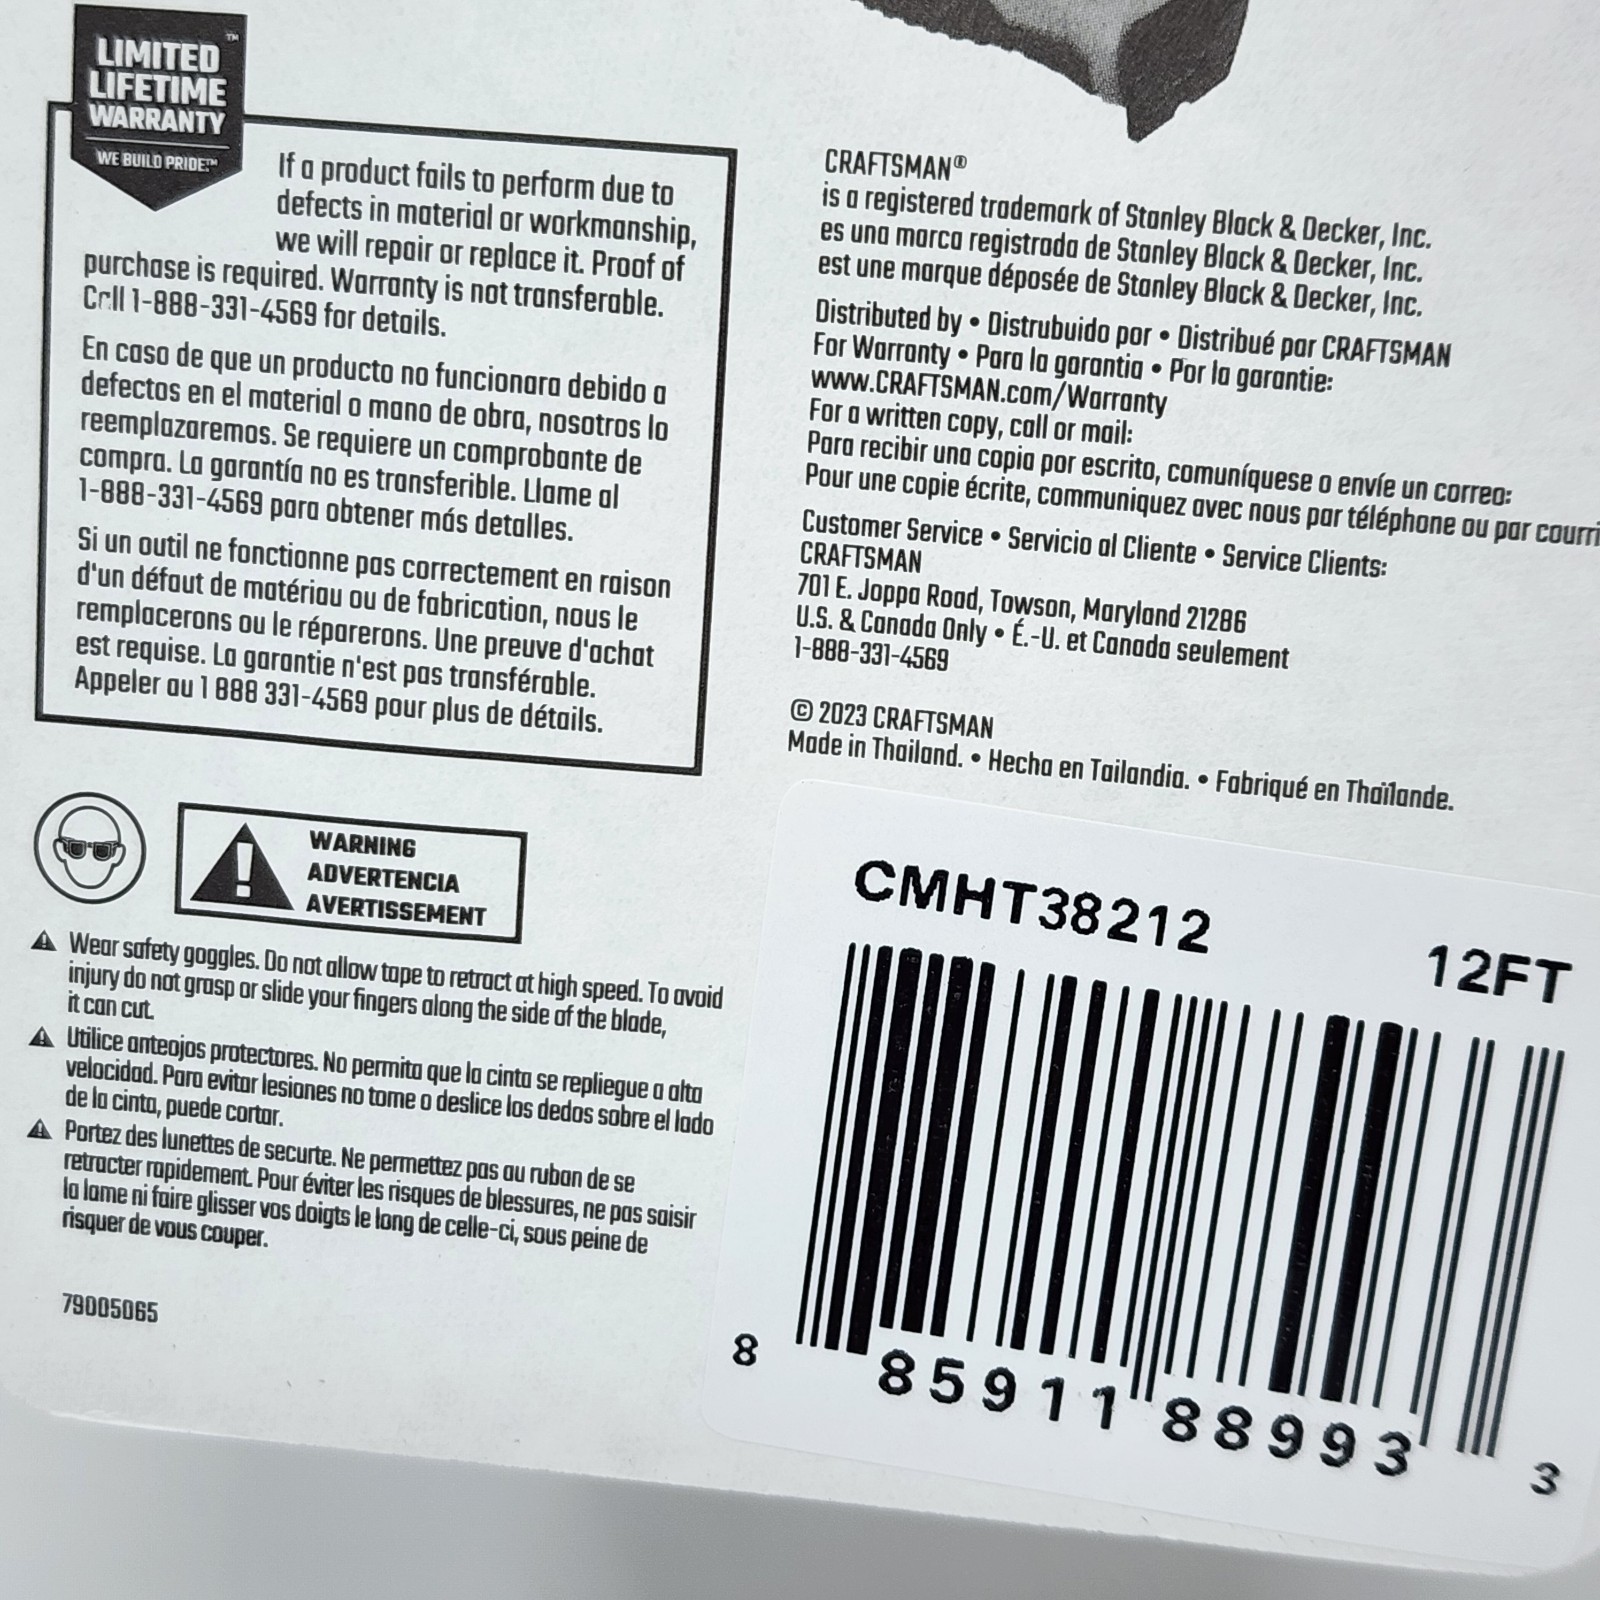 LIMITED™
LIFETIME
WARRANTY
WE BUILD PRIDE™
If a product fails to perform due to
defects in material or workmanship,
we will repair or replace it. Proof of
purchase is required. Warranty is not transferable.
Call 1-888-331-4569 for details.
En caso de que un producto no funcionara debido a
defectos en el material o mano de obra, nosotros lo
reemplazaremos. Se requiere un comprobante de
compra. La garantía no es transferible. Llame al
1-888-331-4569 para obtener más detalles.
Si un outil ne fonctionne pas correctement en raison
d'un défaut de matériau ou de fabrication, nous le
remplacerons ou le réparerons. Une preuve d'achat
est requise. La garantie n'est pas transférable.
Appeler au 1 888 331-4569 pour plus de détails.
WARNING
ADVERTENCIA
AVERTISSEMENT
Wear safety goggles. Do not allow tape to retract at high speed. To avoid
injury do not grasp or slide your fingers along the side of the blade,
it can cut.
Utilice anteojos protectores. No permita que la cinta se repliegue a alta
velocidad. Para evitar lesiones no tome o deslice los dedos sobre el lado
de la cinta, puede cortar.
Portez des lunettes de securte. Ne permettez pas au ruban de se
retracter rapidement. Pour éviter les risques de blessures, ne pas saisir
la lame ni faire glisser vos doigts le long de celle-ci, sous peine de
risquer de vous couper.
79005065
CRAFTSMAN®
is a registered trademark of Stanley Black & Decker, Inc.
es una marca registrada de Stanley Black & Decker, Inc.
est une marque déposée de Stanley Black & Decker, Inc.
Distributed by • Distrubuido por • Distribué par CRAFTSMAN
For Warranty • Para la garantia • Por la garantie:
www.CRAFTSMAN.com/Warranty
For a written copy, call or mail:
Para recibir una copia por escrito, comuníquese o envíe un correo:
Pour une copie écrite, communiquez avec nous par téléphone ou par courri
Customer Service • Servicio al Cliente • Service Clients:
CRAFTSMAN
701 E. Joppa Road, Towson, Maryland 21286
U.S. & Canada Only • É.-U. et Canada seulement
1-888-331-4569
© 2023 CRAFTSMAN
Made in Thailand. • Hecha en Tailandia. • Fabriqué en Thaïlande.
CMHT38212
12FT
8 85911 88993 3